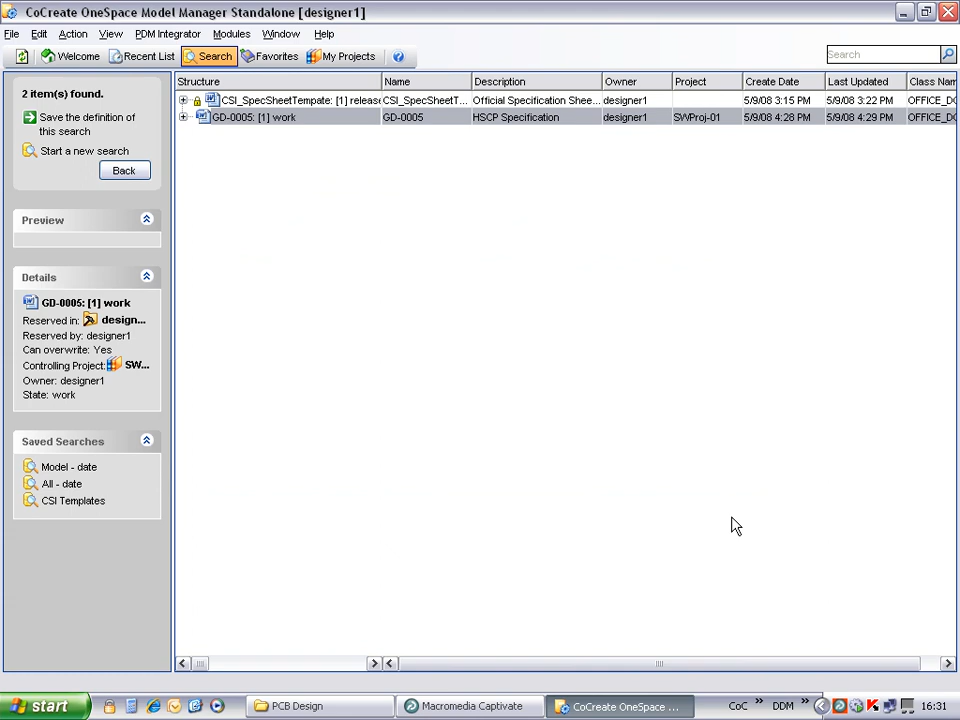 CoCreate OneSpace Model Manager Standalone [designer1]
File Edit Action View PDM Integrator Modules Window Help
Welcome Recent List Search Favorites My Projects Search
2 item(s) found.
Save the definition of
this search
Start a new search
Back
Preview
Details
GD-0005: [1] work
Reserved in: design...
Reserved by: designer1
Can overwrite: Yes
Controlling Project: SW...
Owner: designer1
State: work
Saved Searches
Model - date
All - date
CSI Templates
Structure Name Description Owner Project Create Date Last Updated Class Nam
CSI_SpecSheetTempate: [1] release CSI_SpecSheetT... Official Specification Shee... designer1 5/9/08 3:15 PM 5/9/08 3:22 PM OFFICE_DO
GD-0005: [1] work GD-0005 HSCP Specification designer1 SWProj-01 5/9/08 4:28 PM 5/9/08 4:29 PM OFFICE_DO
start PCB Design Macromedia Captivate CoCreate OneSpace ... CoC » DDM » 16:31